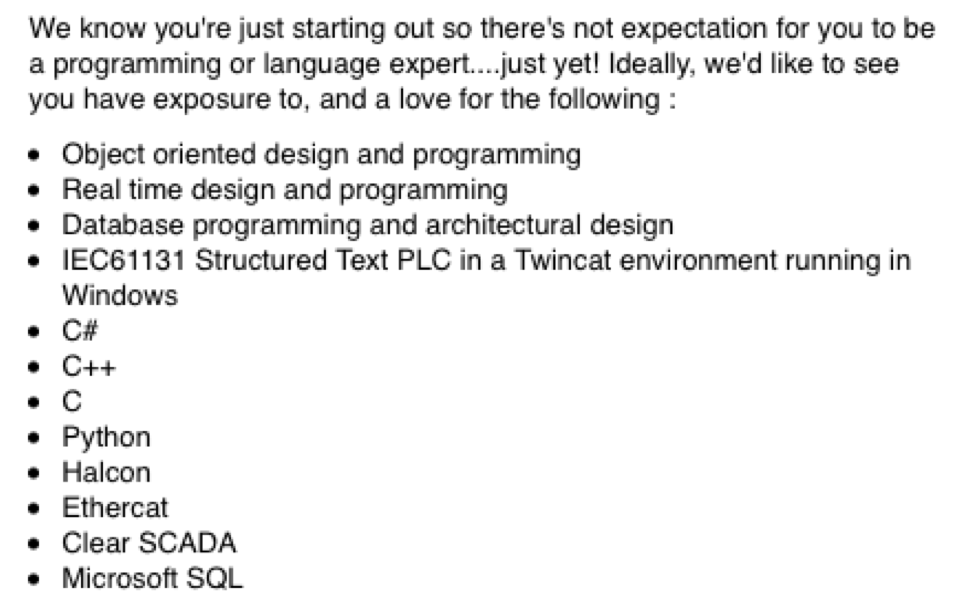 We know you're just starting out so there's not expectation for you to be
a programming or language expert....just yet! Ideally, we'd like to see
you have exposure to, and a love for the following :
• Object oriented design and programming
• Real time design and programming
• Database programming and architectural design
• IEC61131 Structured Text PLC in a Twincat environment running in
Windows
• C#
• C++
• C
• Python
• Halcon
• Ethercat
• Clear SCADA
• Microsoft SQL